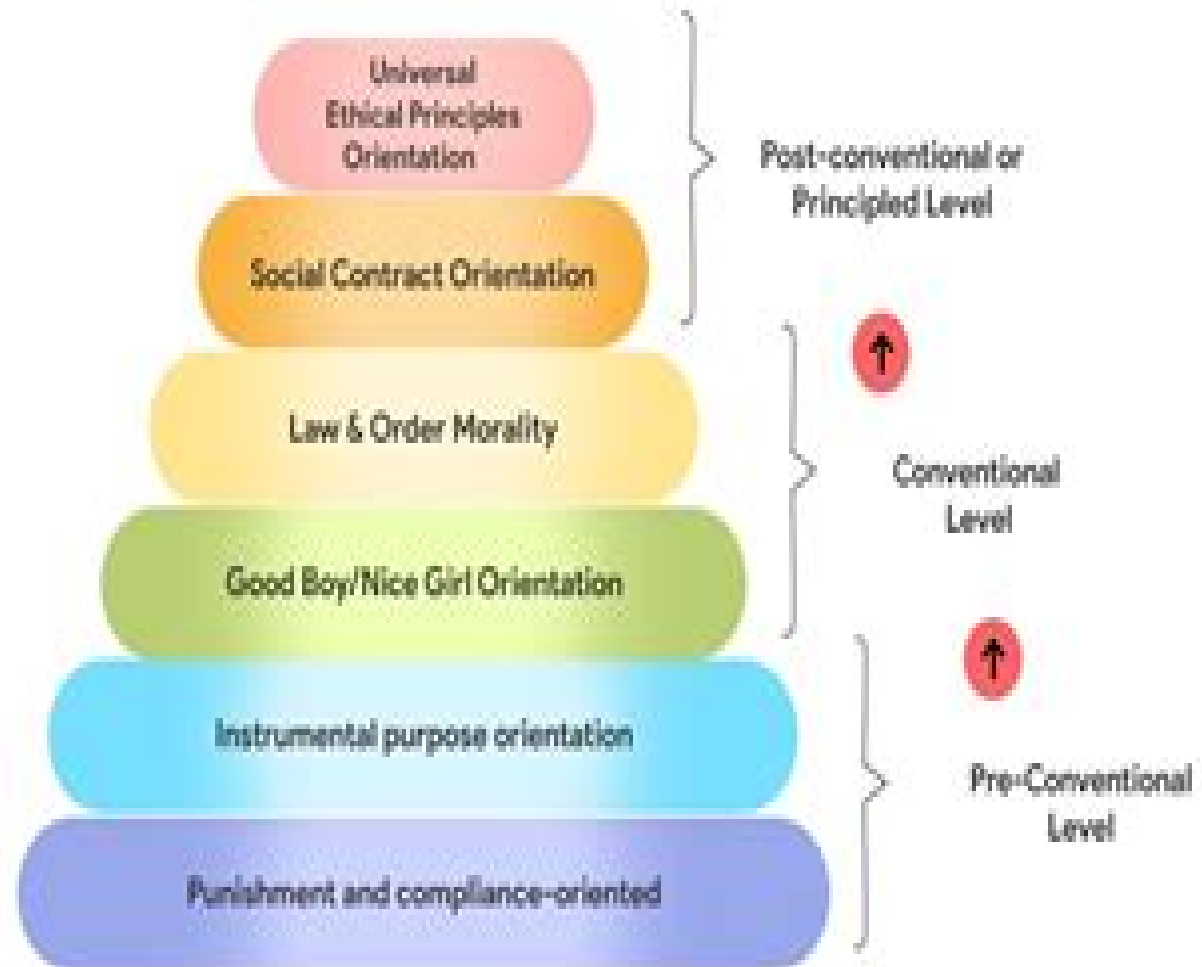 Universal
Ethical Principles
Orientation
Post-conventional or
Principled Level
Social Contract Orientation
Law & Order Morality
Conventional
Level
Good Boy/Nice Girl Orientation
Instrumental purpose orientation
Pre-Conventional
Level
Punishment and compliance-oriented